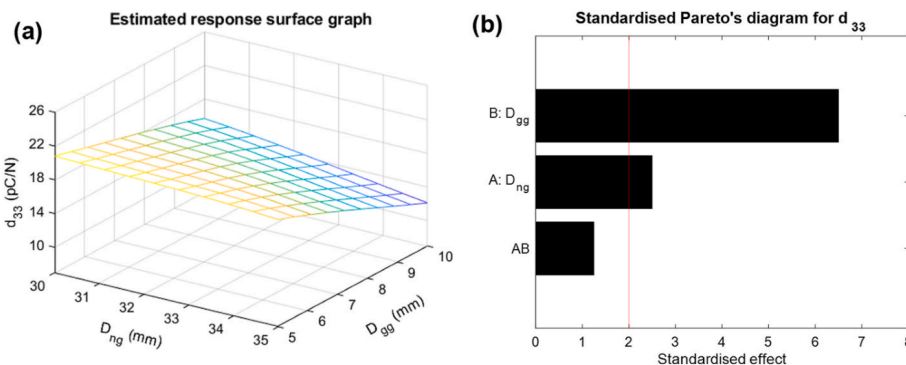 (a)
Estimated response surface graph
26
22
18
14
10
d33 (pC/N)
30
31
32
33
34
35
Dng (mm)
5
6
7
8
9
10
Dgg (mm)
(b)
Standardised Pareto's diagram for d33
B: Dgg
A: Dng
AB
0 1 2 3 4 5 6 7 8
Standardised effect